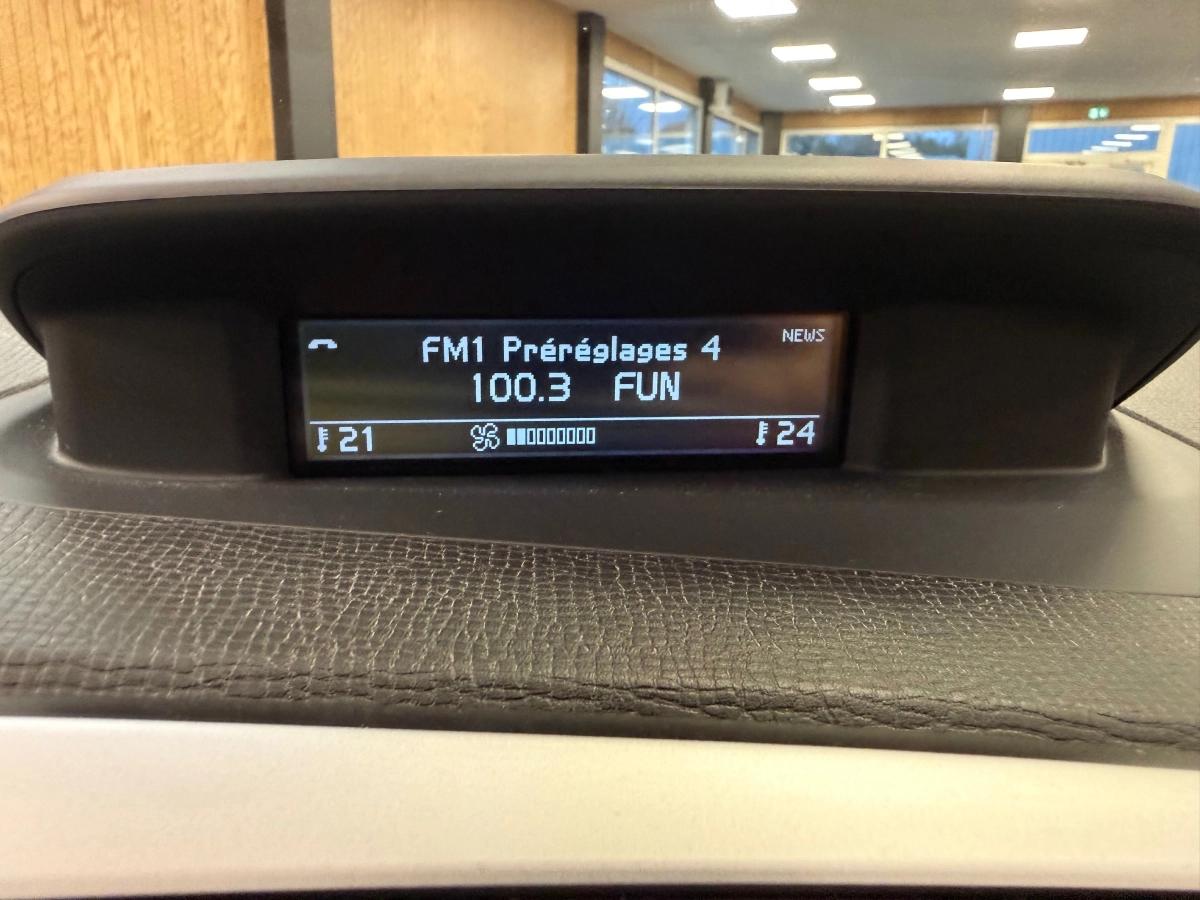 NEWS
FM1 Préréglages 4
100.3 FUN
21 24